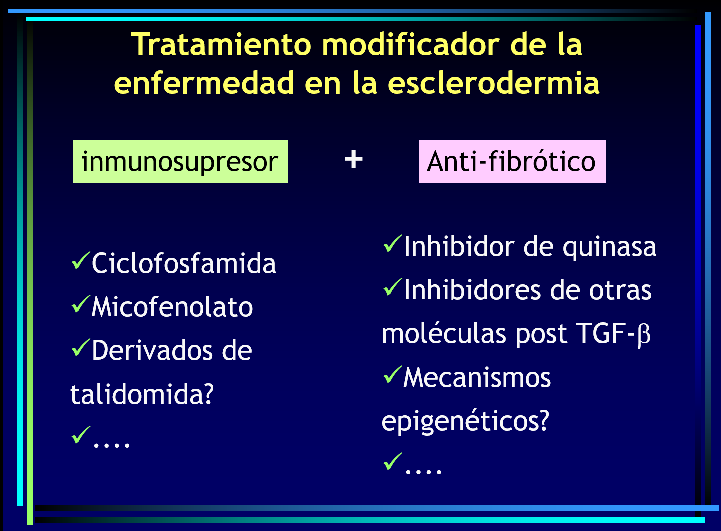 Tratamiento modificador de la
enfermedad en la esclerodermia
inmunosupresor + Anti-fibrótico
✓Ciclofosfamida
✓Micofenolato
✓Derivados de
talidomida?
✓....
✓Inhibidor de quinasa
✓Inhibidores de otras
moléculas post TGF-β
✓Mecanismos
epigenéticos?
✓....